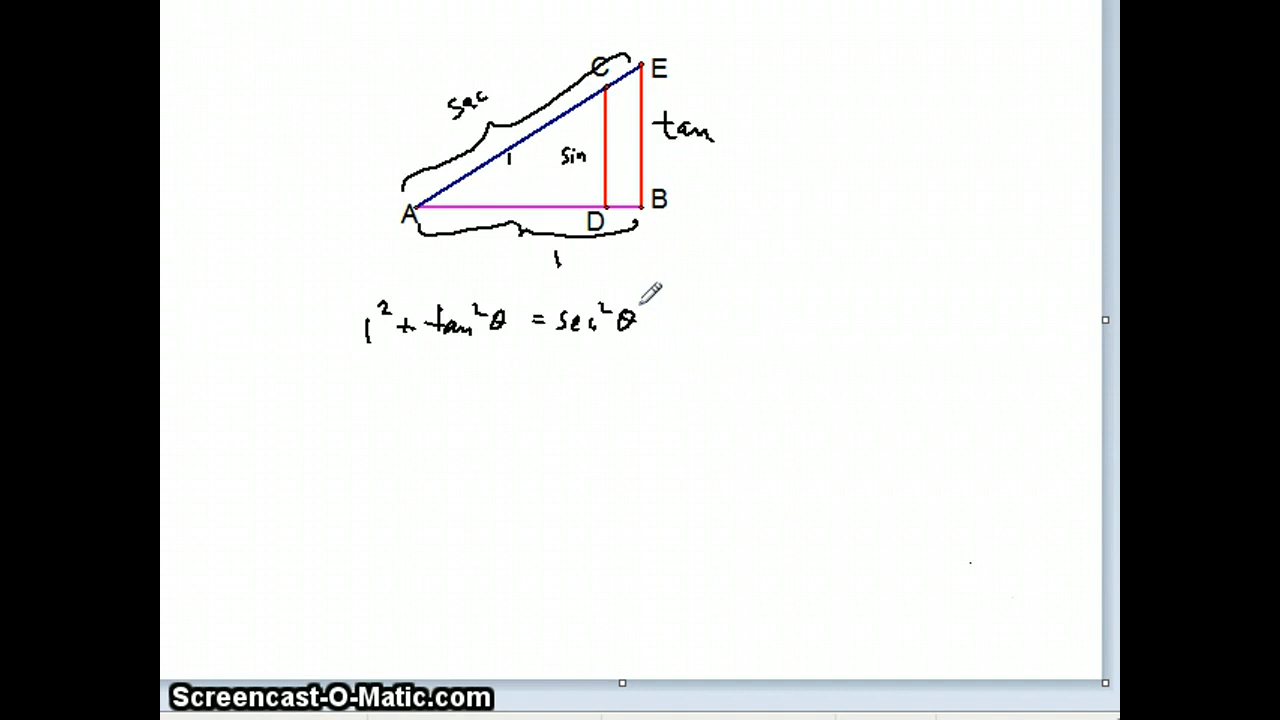 C E
sec
tan
1 sin
A D B
1
1² + tan²θ = sec²θ
Screencast-O-Matic.com